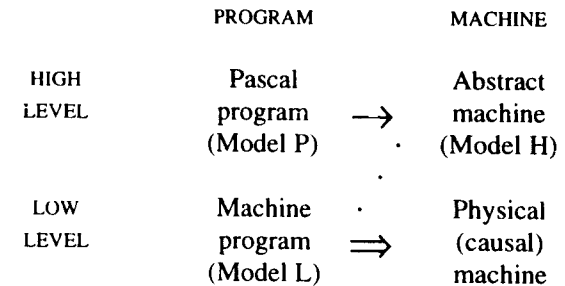 PROGRAM MACHINE
HIGH Pascal Abstract
LEVEL program → machine
(Model P) (Model H)
LOW Machine Physical
LEVEL program ⇒ (causal)
(Model L) machine